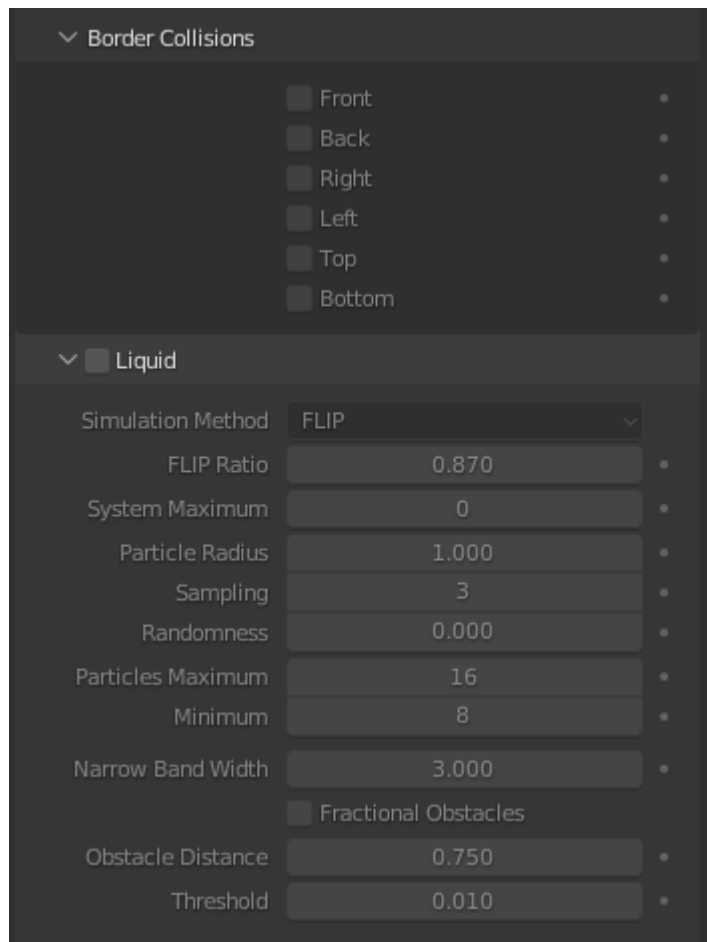 Border Collisions
Front
Back
Right
Left
Top
Bottom
Liquid
Simulation Method FLIP
FLIP Ratio 0.870
System Maximum 0
Particle Radius 1.000
Sampling 3
Randomness 0.000
Particles Maximum 16
Minimum 8
Narrow Band Width 3.000
Fractional Obstacles
Obstacle Distance 0.750
Threshold 0.010